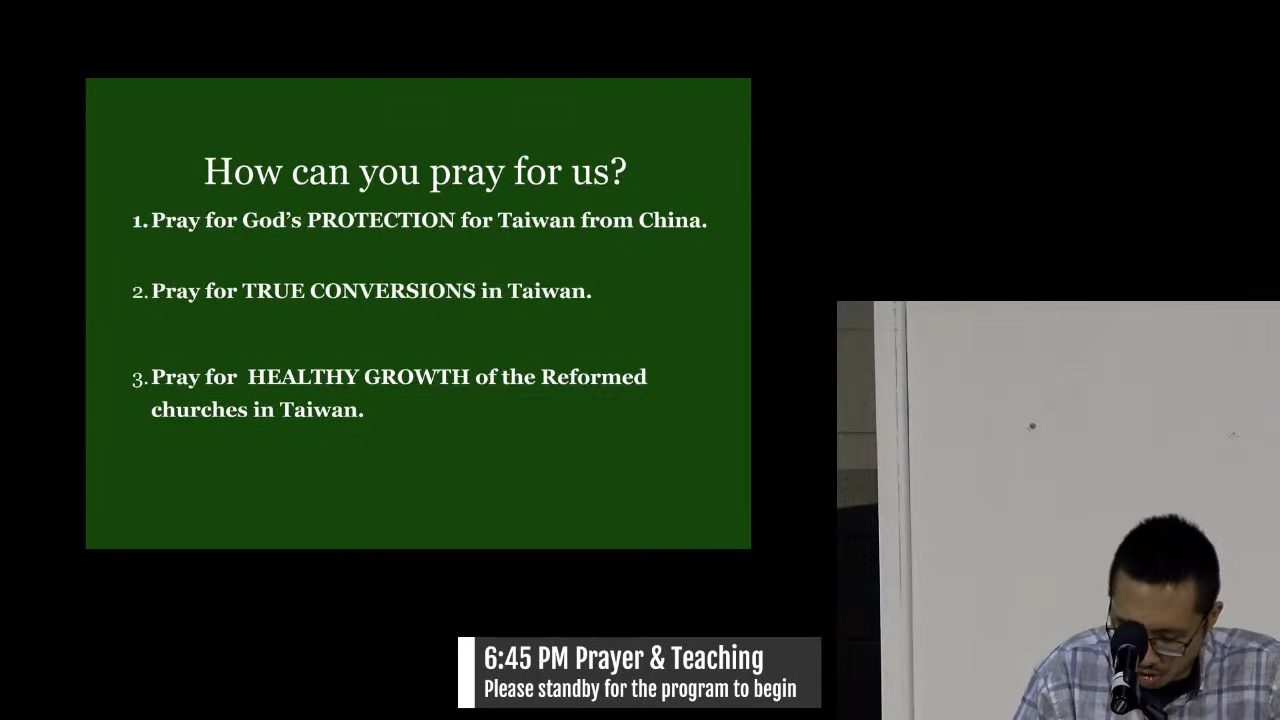 How can you pray for us?
1. Pray for God’s PROTECTION for Taiwan from China.
2. Pray for TRUE CONVERSIONS in Taiwan.
3. Pray for HEALTHY GROWTH of the Reformed
churches in Taiwan.
6:45 PM Prayer & Teaching
Please standby for the program to begin